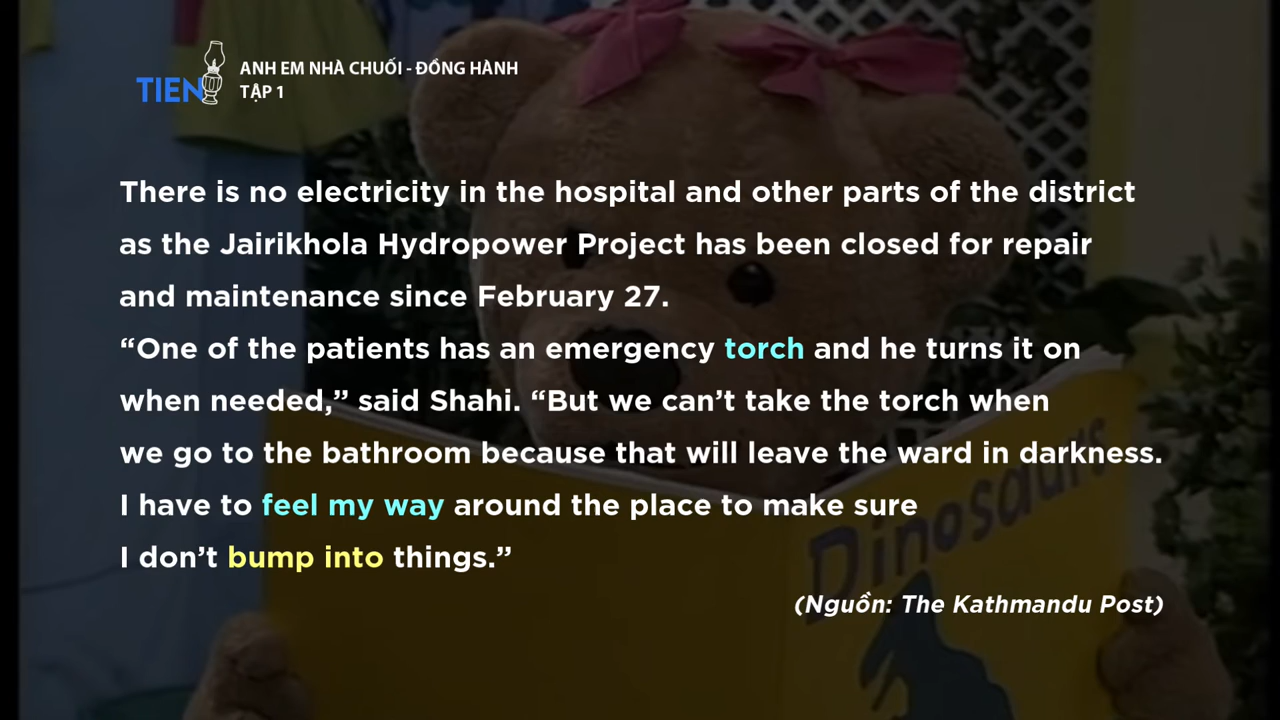 TIEN
ANH EM NHÀ CHUỐI - ĐỒNG HÀNH
TẬP 1
There is no electricity in the hospital and other parts of the district
as the Jairikhola Hydropower Project has been closed for repair
and maintenance since February 27.
“One of the patients has an emergency torch and he turns it on
when needed,” said Shahi. “But we can’t take the torch when
we go to the bathroom because that will leave the ward in darkness.
I have to feel my way around the place to make sure
I don’t bump into things.”
(Nguồn: The Kathmandu Post)
Dinosaurs